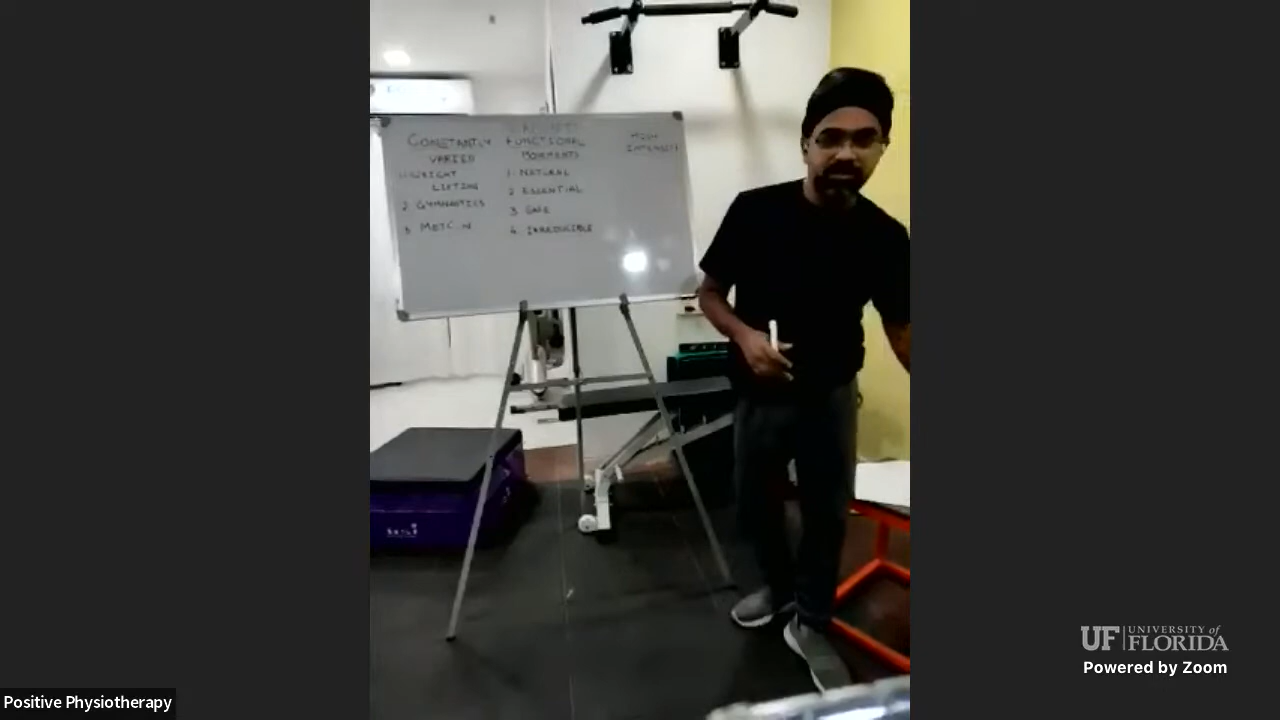 CONSTANTLY
VARIED
1. WEIGHT
LIFTING
2. GYMNASTICS
3. METCON
FUNCTIONAL
MOVEMENTS
1. NATURAL
2. ESSENTIAL
3. SAFE
4. IRREDUCIBLE
HIGH
INTENSITY
UF UNIVERSITY of
FLORIDA
Powered by Zoom
Positive Physiotherapy